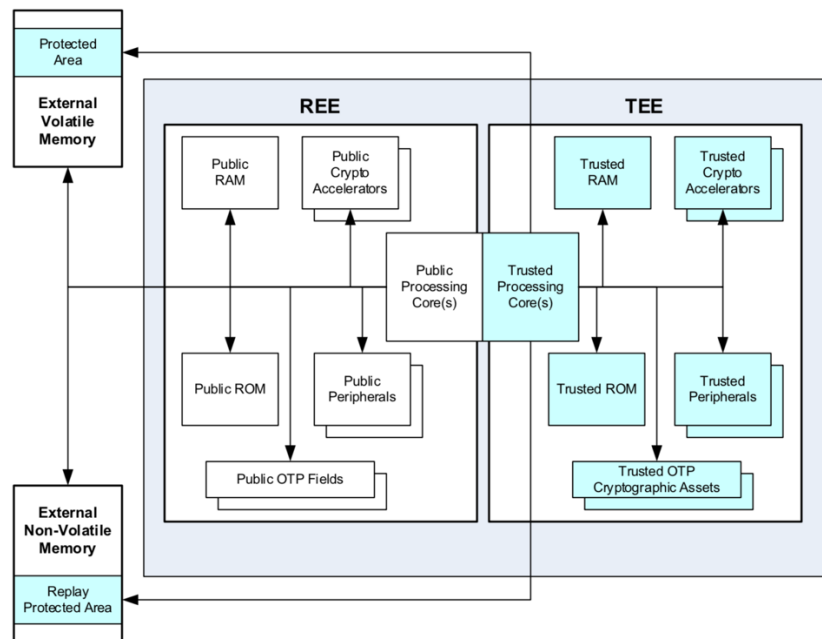 Protected
Area
External
Volatile
Memory
REE
TEE
Public
RAM
Public
Crypto
Accelerators
Trusted
RAM
Trusted
Crypto
Accelerators
Public
Processing
Core(s)
Trusted
Processing
Core(s)
Public ROM
Public
Peripherals
Trusted ROM
Trusted
Peripherals
Public OTP Fields
Trusted OTP
Cryptographic Assets
External
Non-Volatile
Memory
Replay
Protected Area